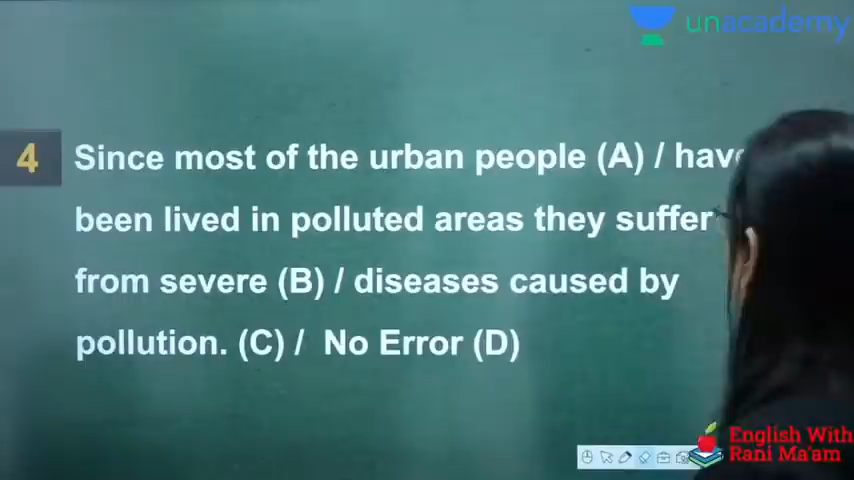 unacademy
4 Since most of the urban people (A) / have
been lived in polluted areas they suffer
from severe (B) / diseases caused by
pollution. (C) / No Error (D)
English With
Rani Ma'am